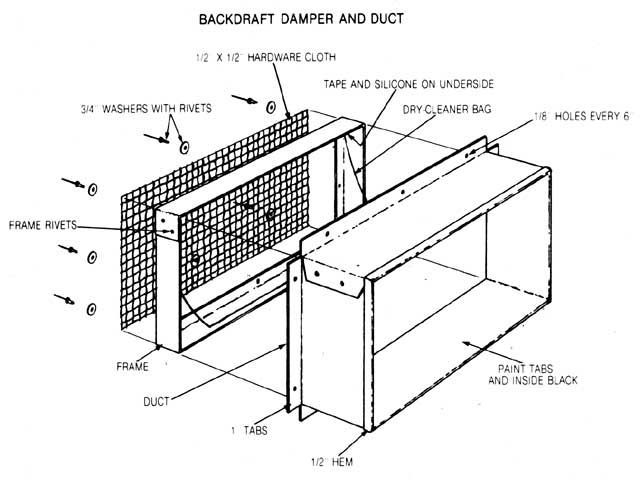 BACKDRAFT DAMPER AND DUCT
1/2" X 1/2" HARDWARE CLOTH
TAPE AND SILICONE ON UNDERSIDE
3/4" WASHERS WITH RIVETS
DRY-CLEANER BAG
1/8" HOLES EVERY 6"
FRAME RIVETS
FRAME
PAINT TABS
AND INSIDE BLACK
DUCT
1" TABS
1/2" HEM